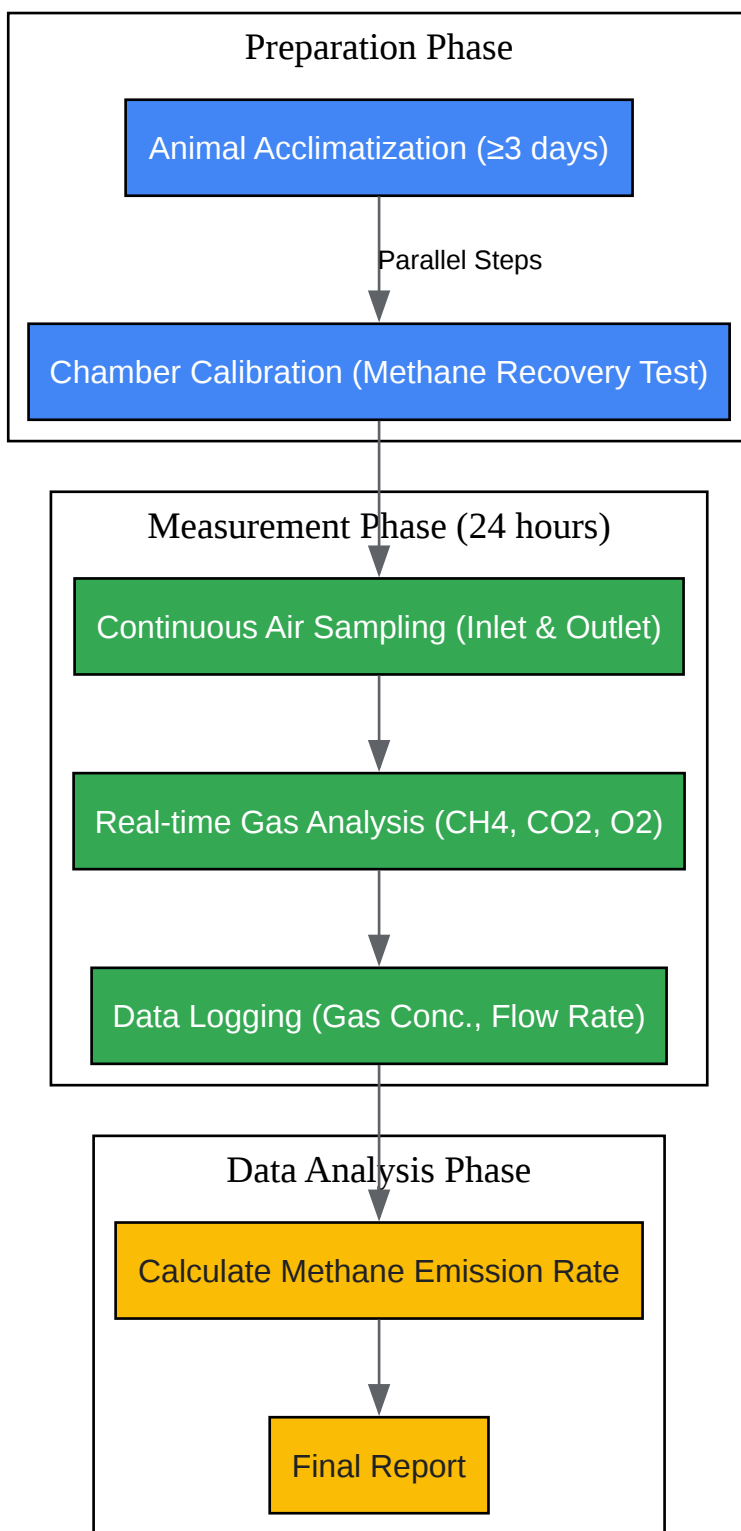 Preparation Phase
Animal Acclimatization (≥3 days)
Parallel Steps
Chamber Calibration (Methane Recovery Test)
Measurement Phase (24 hours)
Continuous Air Sampling (Inlet & Outlet)
Real-time Gas Analysis (CH4, CO2, O2)
Data Logging (Gas Conc., Flow Rate)
Data Analysis Phase
Calculate Methane Emission Rate
Final Report